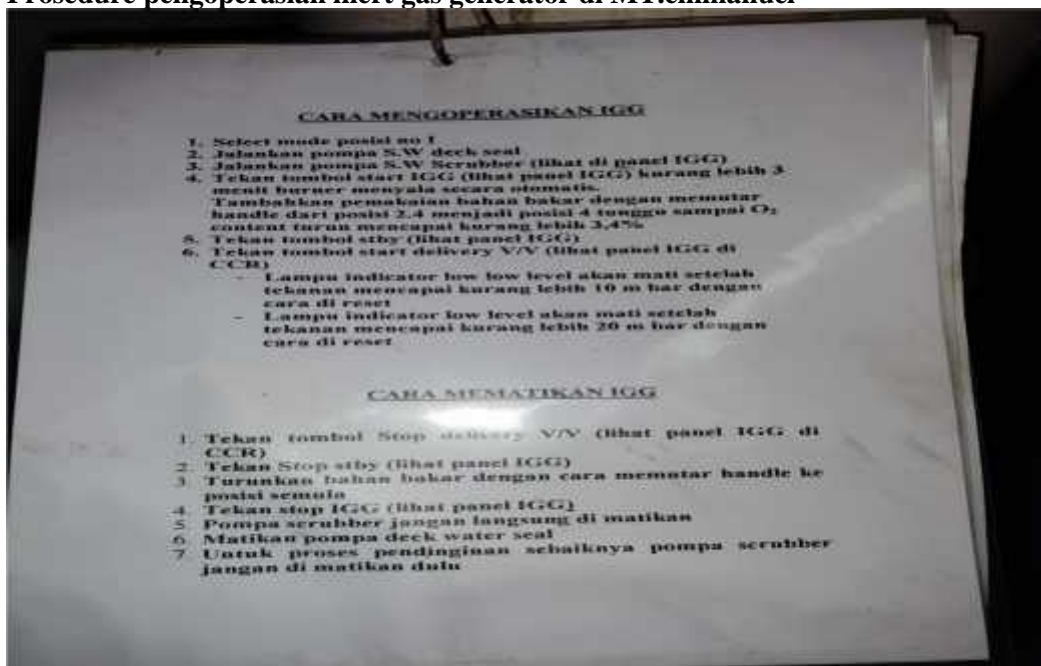 Prosedure pengoperasian inert gas generator di MT.emmanuel
CARA MENGOPERASIKAN IGG
1. Select mode posisi no 1
2. Jalankan pompa S.W deck seal
3. Jalankan pompa S.W Scrubber (lihat di panel IGG)
4. Tekan tombol start IGG (lihat panel IGG) kurang lebih 3
menit burner menyala secara otomatis.
Tambahkan pemakaian bahan bakar dengan memutar
handle dari posisi 2.4 menjadi posisi 4 tunggu sampai O2
content turun mencapai kurang lebih 3,4%
5. Tekan tombol stby (lihat panel IGG)
6. Tekan tombol start delivery V/V (lihat panel IGG di
CCR)
- Lampu indicator low low level akan mati setelah
tekanan mencapai kurang lebih 10 m bar dengan
cara di reset
- Lampu indicator low level akan mati setelah
tekanan mencapai kurang lebih 20 m bar dengan
cara di reset
CARA MEMATIKAN IGG
1 Tekan tombol Stop delivery V/V (lihat panel IGG di
CCR)
2 Tekan Stop stby (lihat panel IGG)
3 Turunkan bahan bakar dengan cara memutar handle ke
posisi semula
4 Tekan stop IGG (lihat panel IGG)
5 Pompa scrubber jangan langsung di matikan
6 Matikan pompa deck water seal
7 Untuk proses pendinginan sebaiknya pompa scrubber
jangan di matikan dulu